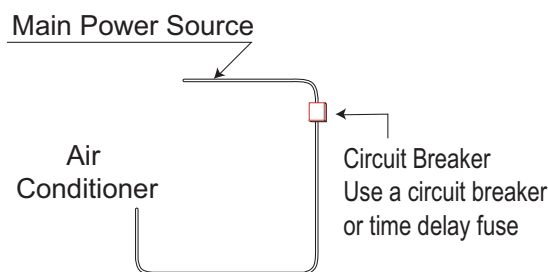 Main Power Source
Air
Conditioner
Circuit Breaker
Use a circuit breaker
or time delay fuse